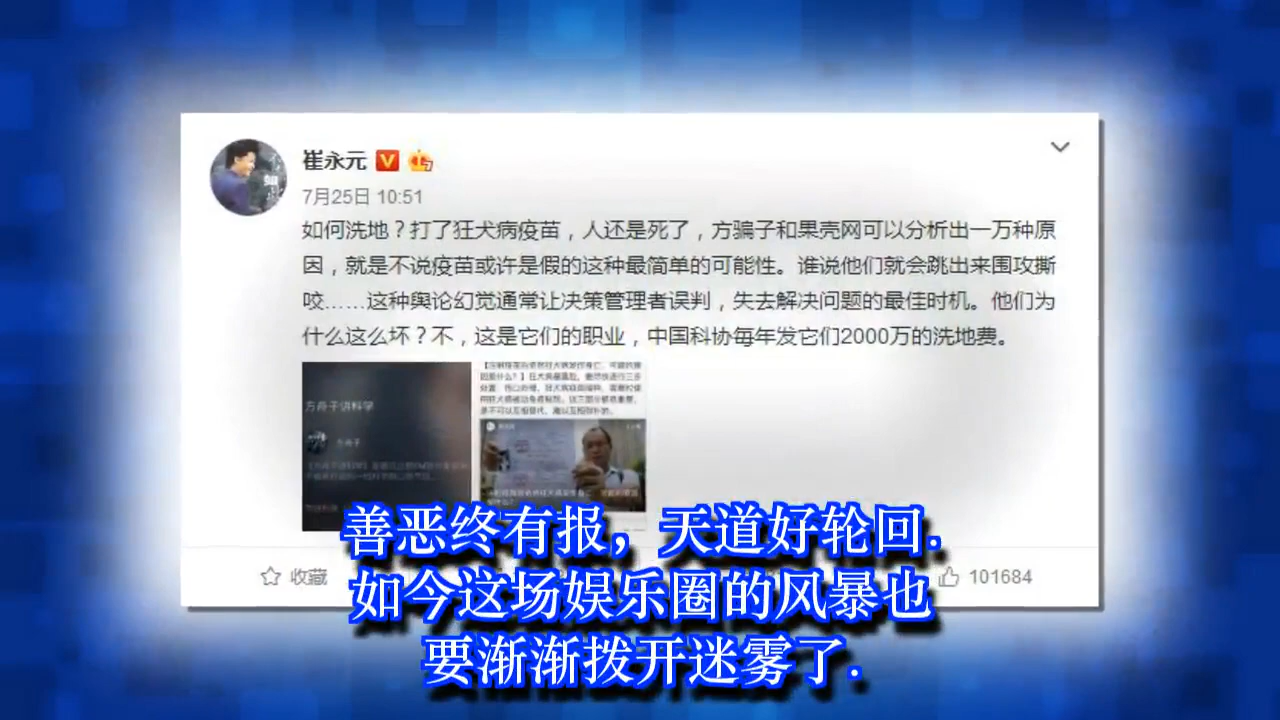 崔永元
7月25日 10:51
如何洗地？打了狂犬病疫苗，人还是死了，方骗子和果壳网可以分析出一万种原
因，就是不说疫苗或许是假的这种最简单的可能性。谁说他们就会跳出来围攻撕
咬……这种舆论幻觉通常让决策管理者误判，失去解决问题的最佳时机。他们为
什么这么坏？不，这是它们的职业，中国科协每年发它们2000万的洗地费。
方舟子讲科学
方舟子
收藏
101684
善恶终有报，天道好轮回.
如今这场娱乐圈的风暴也
要渐渐拨开迷雾了.